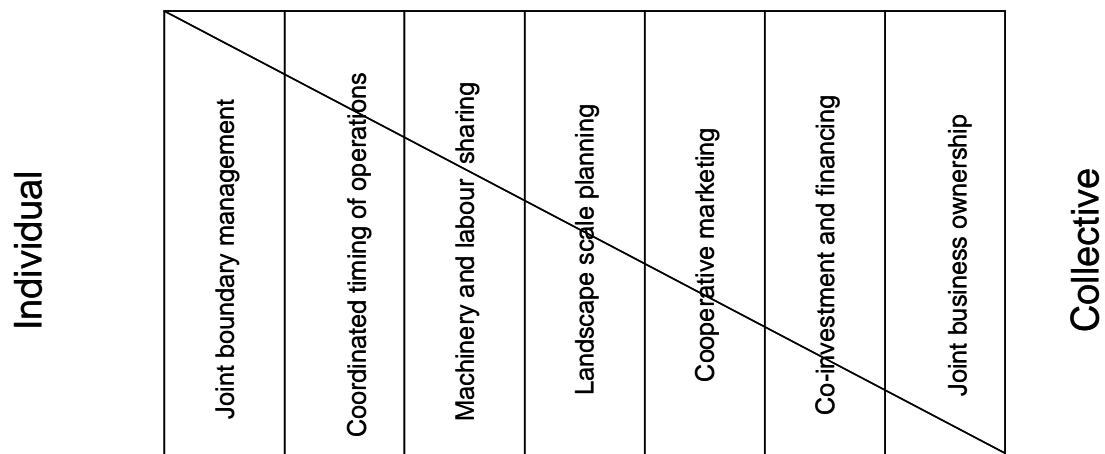 Individual
Joint boundary management
Coordinated timing of operations
Machinery and labour sharing
Landscape scale planning
Cooperative marketing
Co-investment and financing
Joint business ownership
Collective